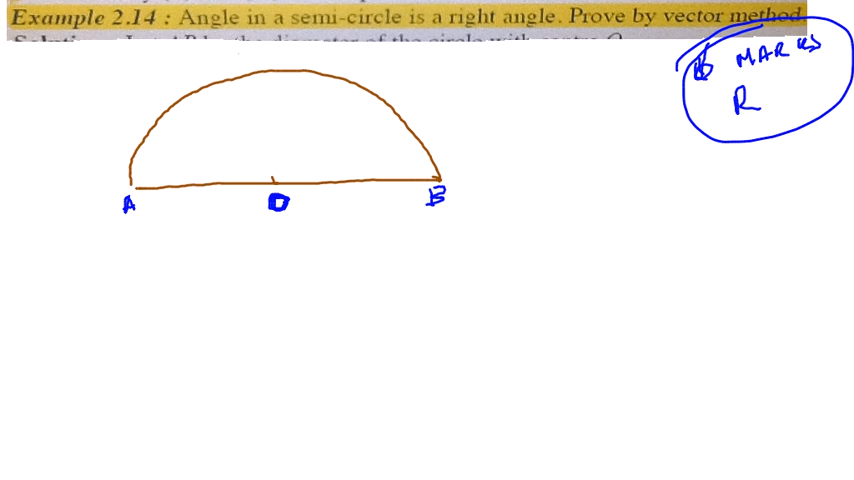 Example 2.14 : Angle in a semi-circle is a right angle. Prove by vector method
MARKS
R
A
O
B